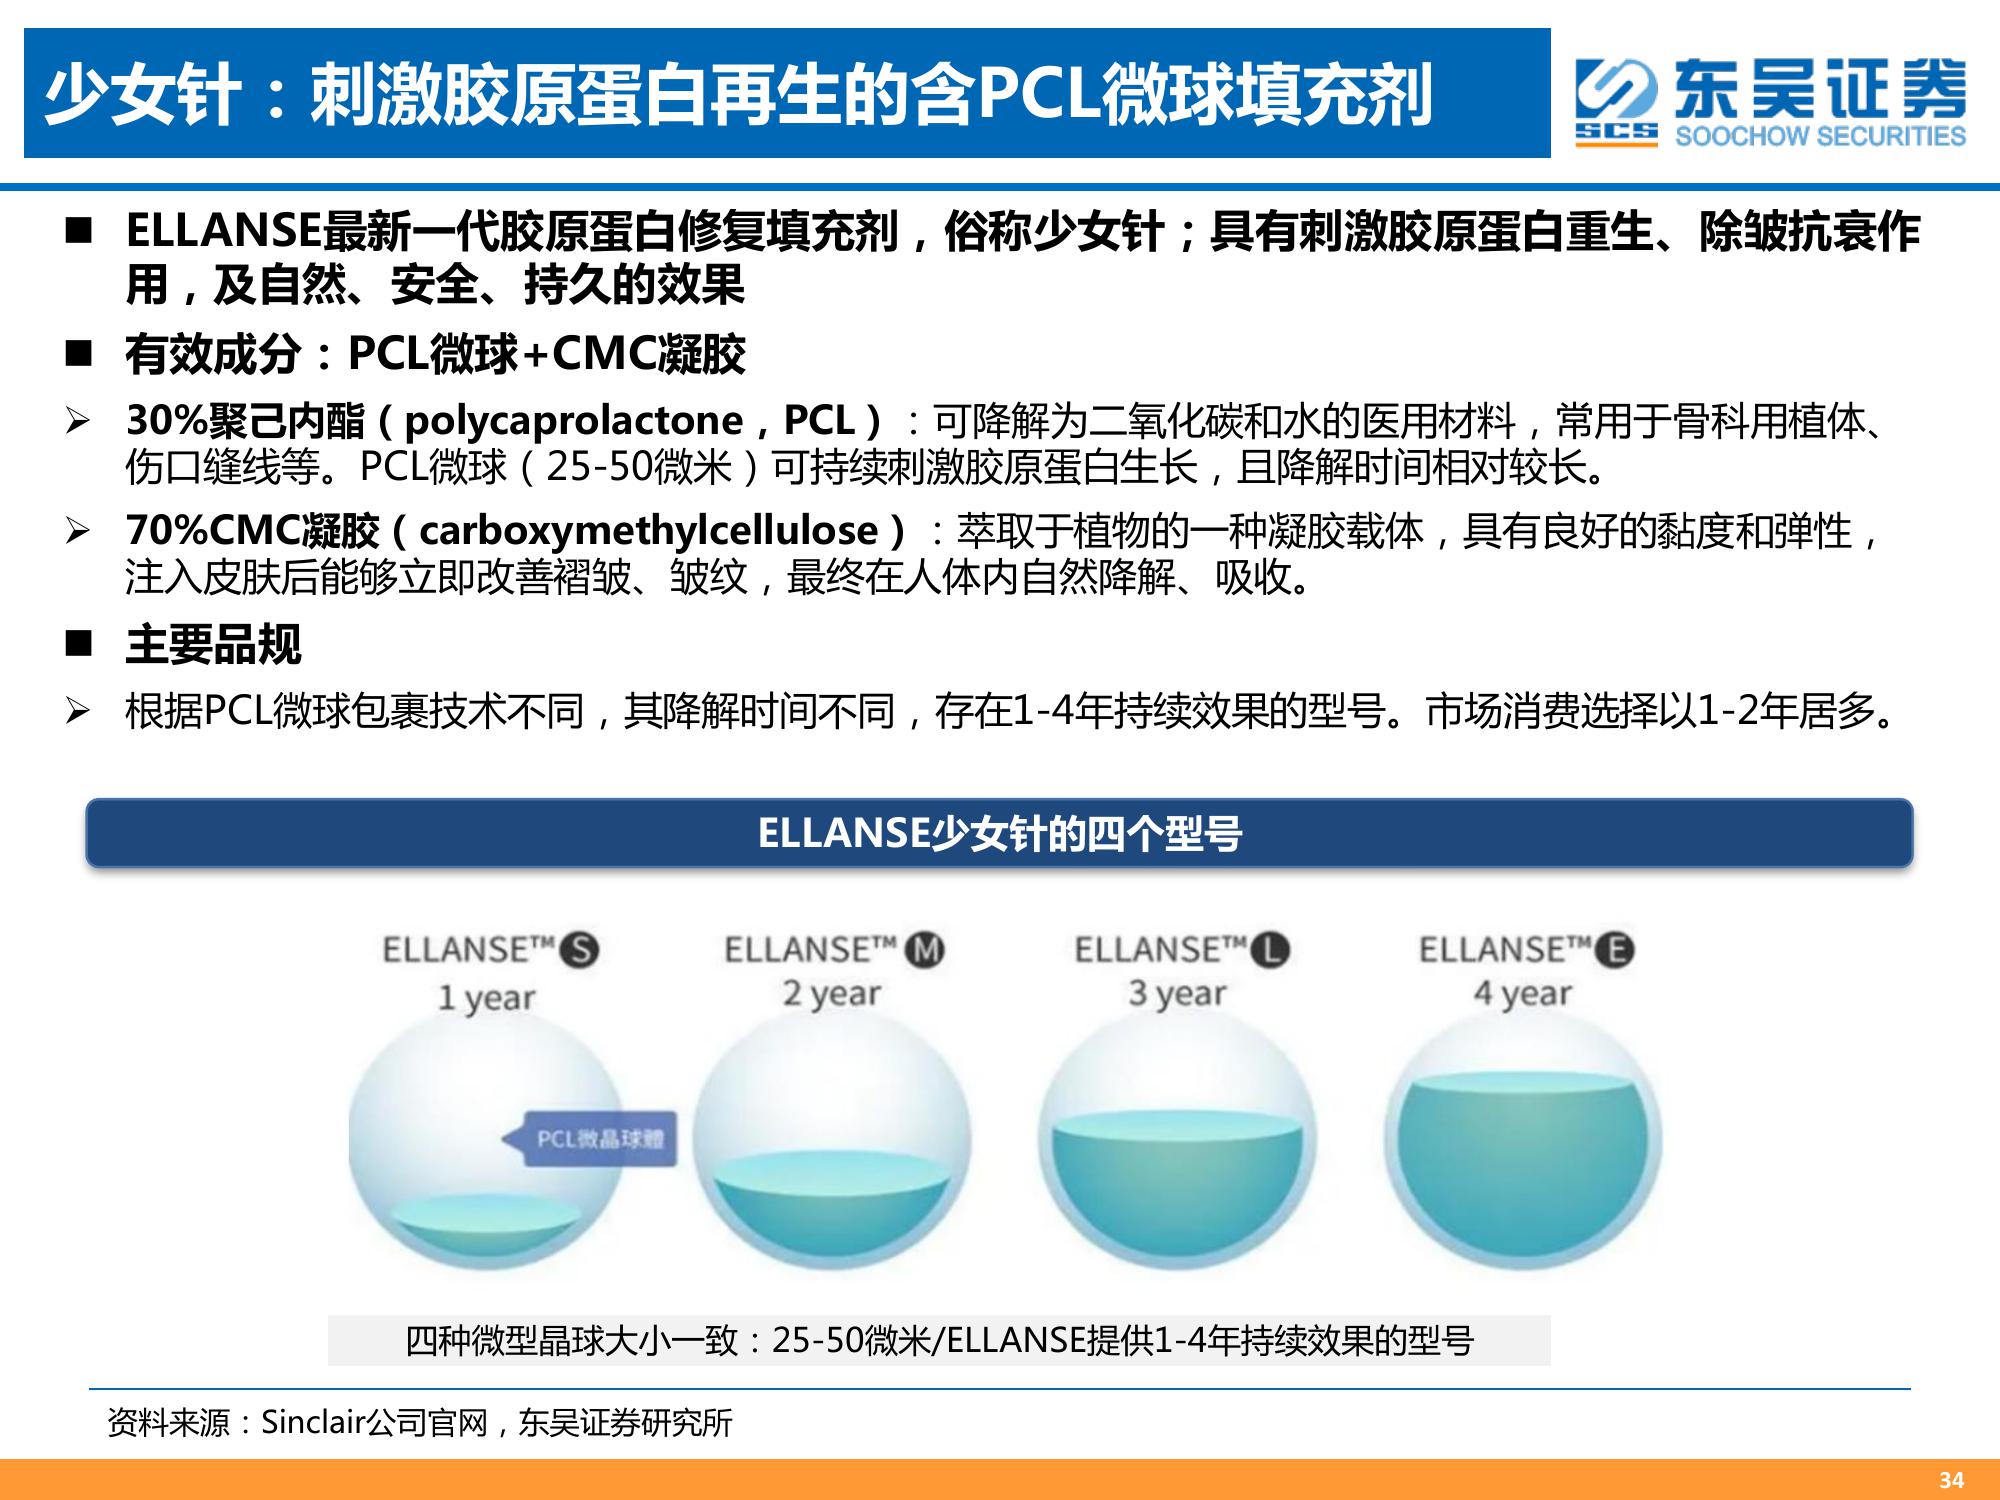 少女针：刺激胶原蛋白再生的含PCL微球填充剂
东吴证券
SCS
SOOCHOW SECURITIES
■ ELLANSE最新一代胶原蛋白修复填充剂，俗称少女针；具有刺激胶原蛋白重生、除皱抗衰作
用，及自然、安全、持久的效果
■ 有效成分：PCL微球+CMC凝胶
➢ 30%聚己内酯（polycaprolactone，PCL）：可降解为二氧化碳和水的医用材料，常用于骨科用植体、
伤口缝线等。PCL微球（25-50微米）可持续刺激胶原蛋白生长，且降解时间相对较长。
➢ 70%CMC凝胶（carboxymethylcellulose）：萃取于植物的一种凝胶载体，具有良好的黏度和弹性，
注入皮肤后能够立即改善褶皱、皱纹，最终在人体内自然降解、吸收。
■ 主要品规
➢ 根据PCL微球包裹技术不同，其降解时间不同，存在1-4年持续效果的型号。市场消费选择以1-2年居多。
ELLANSE少女针的四个型号
ELLANSE™ S
1 year
ELLANSE™ M
2 year
ELLANSE™ L
3 year
ELLANSE™ E
4 year
PCL微晶球體
四种微型晶球大小一致：25-50微米/ELLANSE提供1-4年持续效果的型号
资料来源：Sinclair公司官网，东吴证券研究所
34